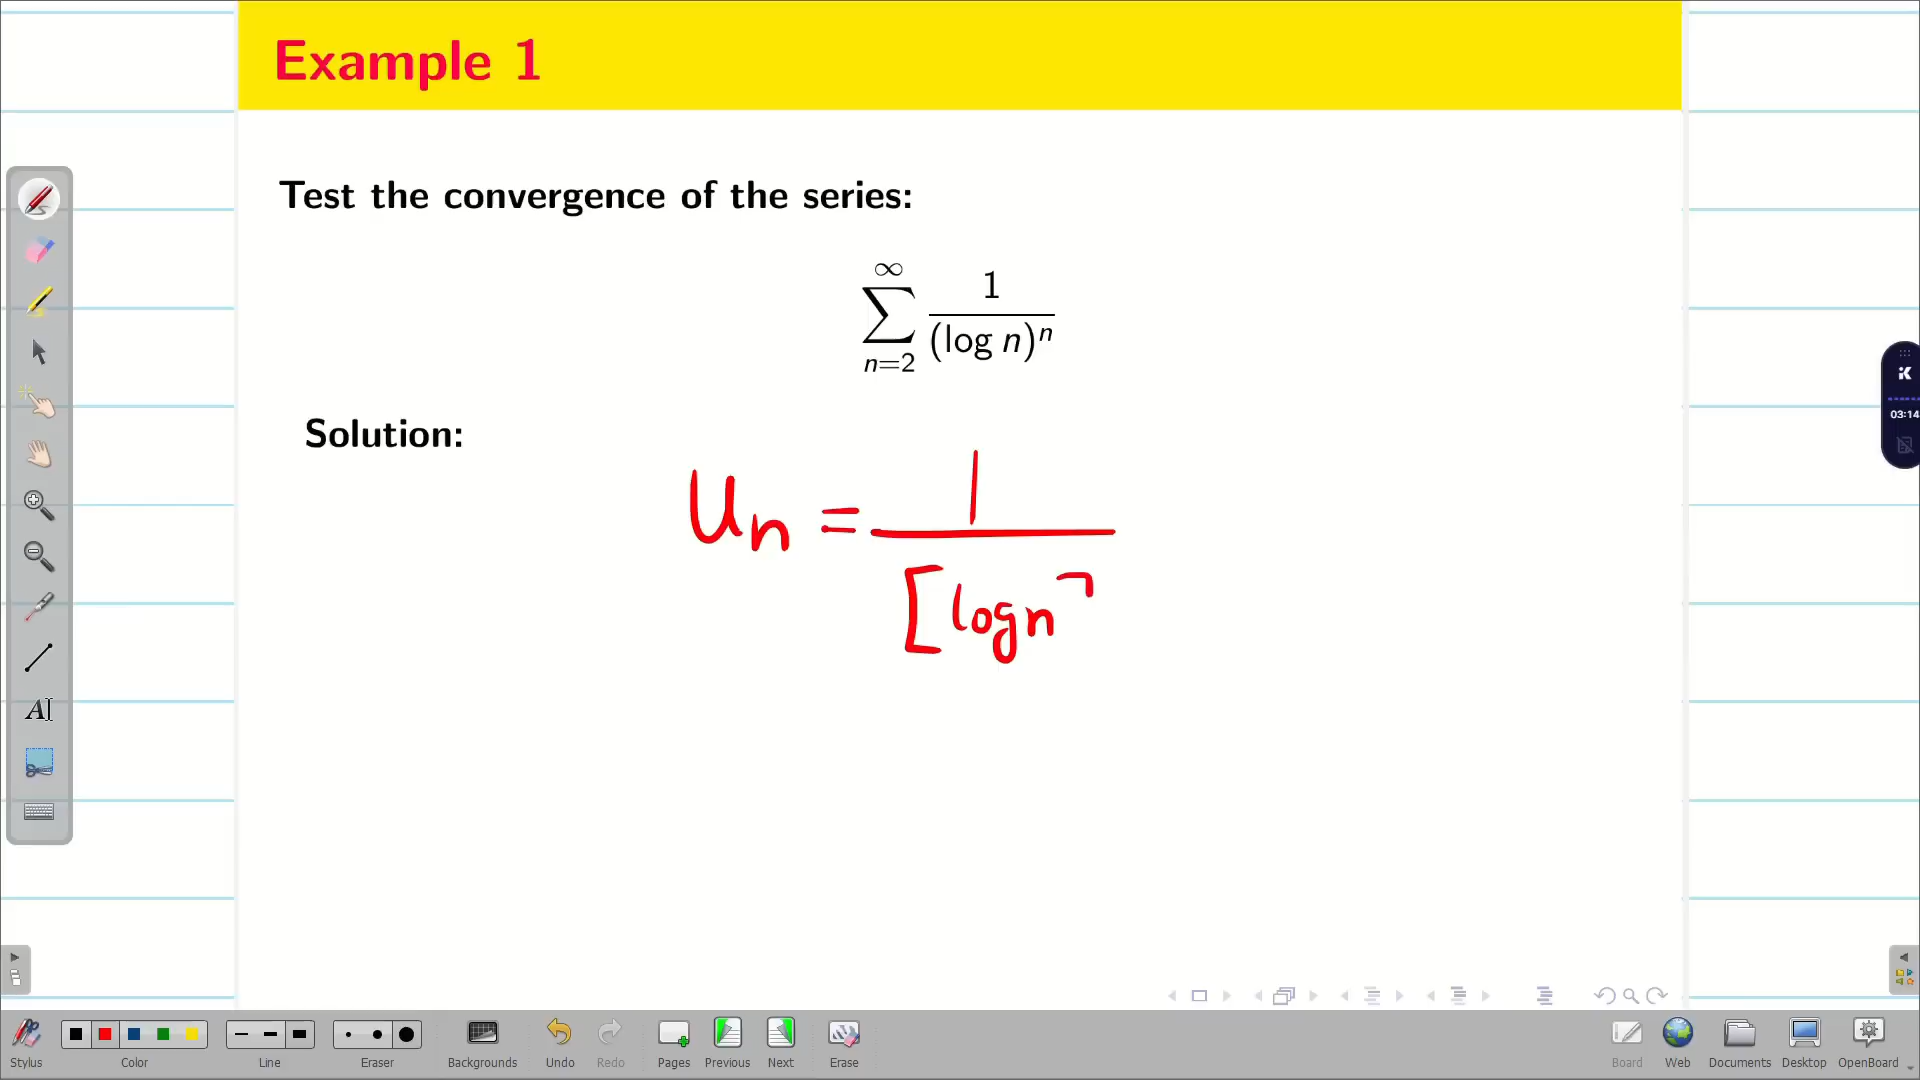 Example 1
Test the convergence of the series:
∞
∑ 1/(log n)^n
n=2
Solution:
Un = 1/[logn
03:14
Stylus Color Line Eraser Backgrounds Undo Redo Pages Previous Next Erase Board Web Documents Desktop OpenBoard